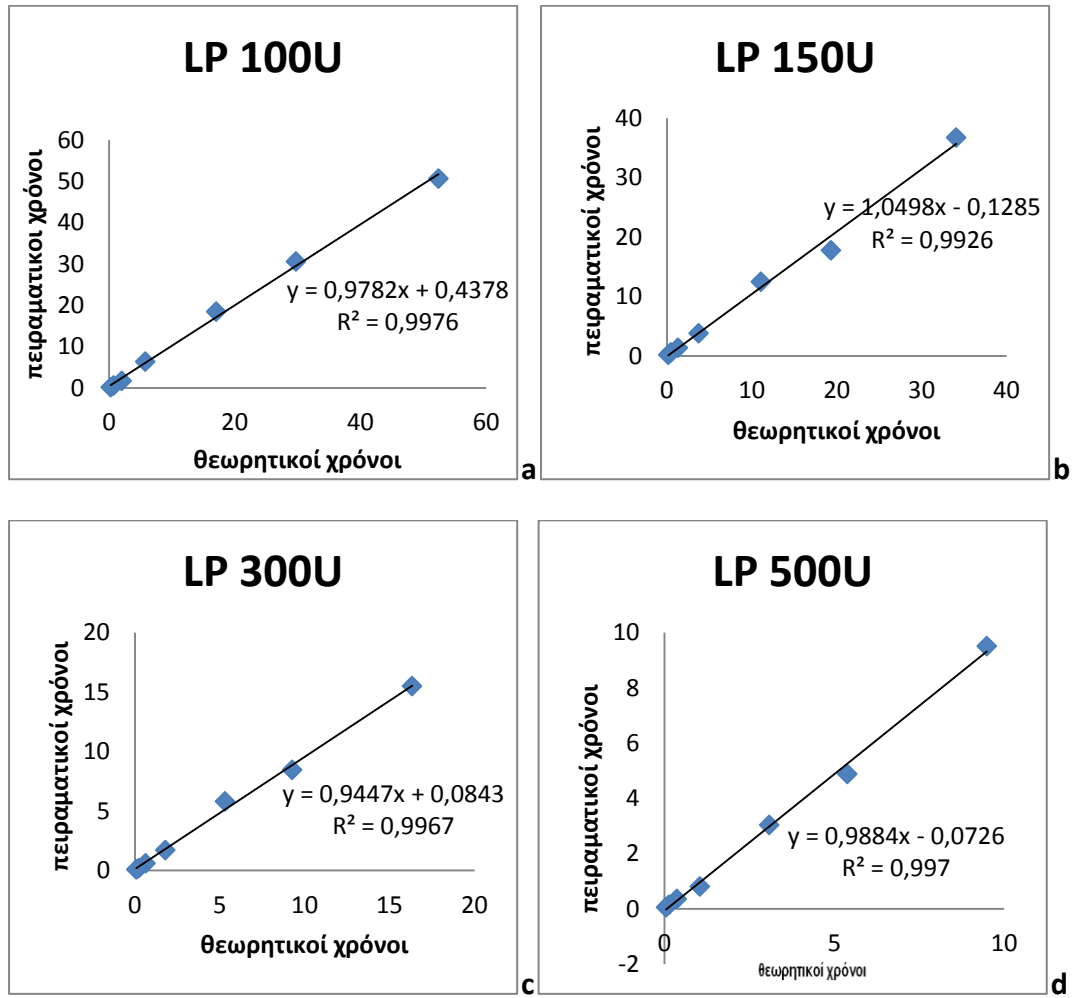 LP 100U
πειραματικοι χρόνοι
60
50
40
30
20
10
0
y = 0,9782x + 0,4378
R² = 0,9976
0 20 40 60
θεωρητικοί χρόνοι
a
LP 150U
πειραματικοί χρόνοι
40
30
20
10
0
y = 1,0498x - 0,1285
R² = 0,9926
0 10 20 30 40
θεωρητικοί χρόνοι
b
LP 300U
πειραματικοί χρόνοι
20
15
10
5
0
y = 0,9447x + 0,0843
R² = 0,9967
0 5 10 15 20
θεωρητικοί χρόνοι
c
LP 500U
πειραματικοί χρόνοι
10
8
6
4
2
0
-2
y = 0,9884x - 0,0726
R² = 0,997
0 5 10
θεωρητικοί χρόνοι
d